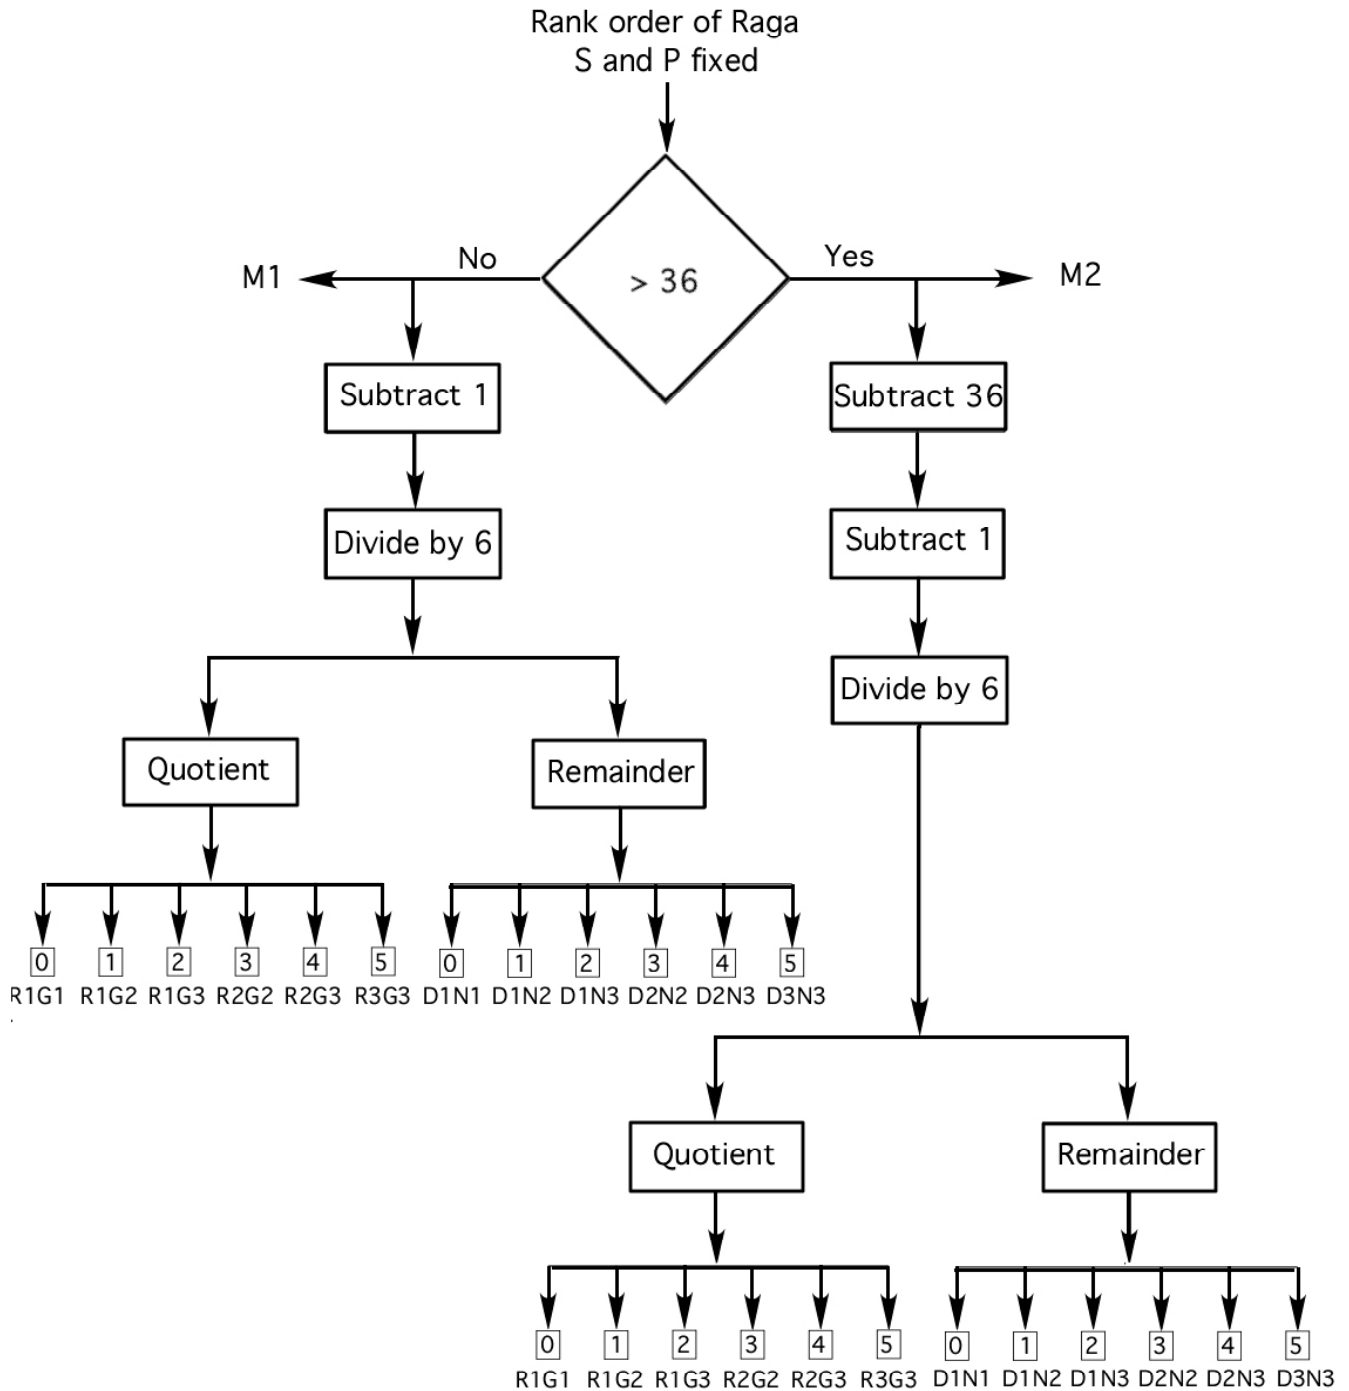 Rank order of Raga
S and P fixed
No
Yes
M1
> 36
M2
Subtract 1
Subtract 36
Divide by 6
Subtract 1
Divide by 6
Quotient
Remainder
0 1 2 3 4 5
R1G1 R1G2 R1G3 R2G2 R2G3 R3G3
0 1 2 3 4 5
D1N1 D1N2 D1N3 D2N2 D2N3 D3N3
Quotient
Remainder
0 1 2 3 4 5
R1G1 R1G2 R1G3 R2G2 R2G3 R3G3
0 1 2 3 4 5
D1N1 D1N2 D1N3 D2N2 D2N3 D3N3